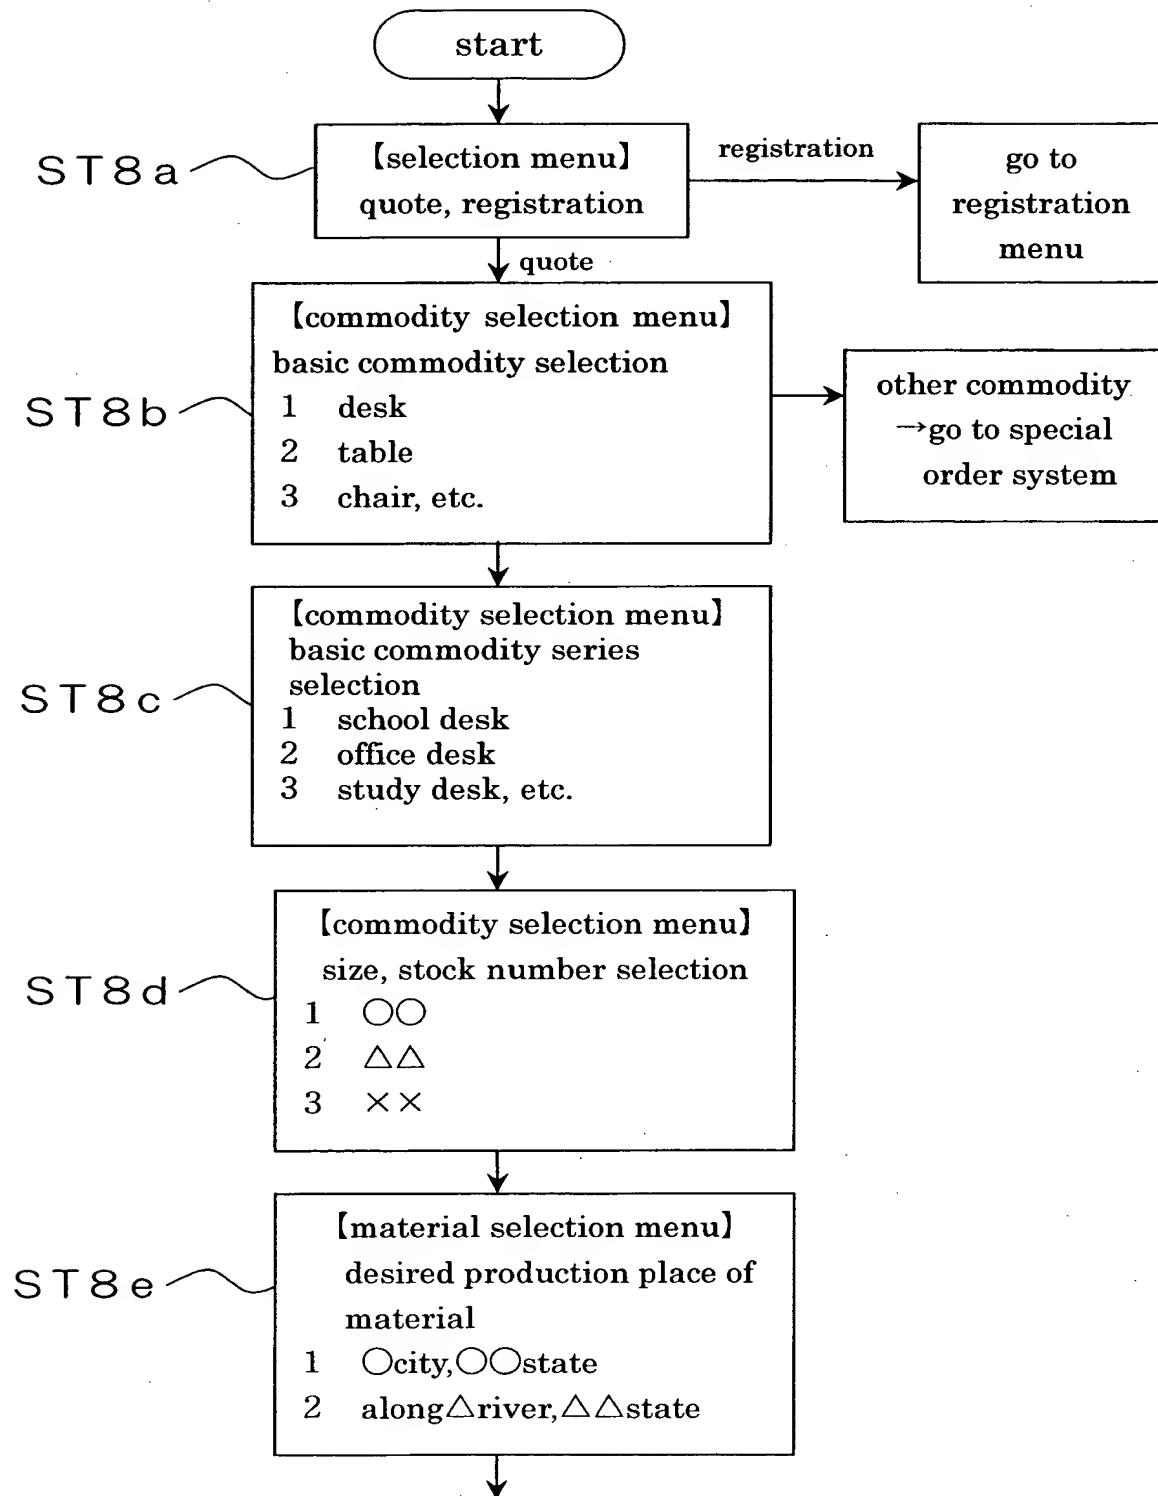 start
ST8a
【selection menu】
quote, registration
registration
go to
registration
menu
quote
ST8b
【commodity selection menu】
basic commodity selection
1 desk
2 table
3 chair, etc.
other commodity
→go to special
order system
ST8c
【commodity selection menu】
basic commodity series
selection
1 school desk
2 office desk
3 study desk, etc.
ST8d
【commodity selection menu】
size, stock number selection
1 ○○
2 △△
3 ××
ST8e
【material selection menu】
desired production place of
material
1 ○city,○○state
2 along△river,△△state